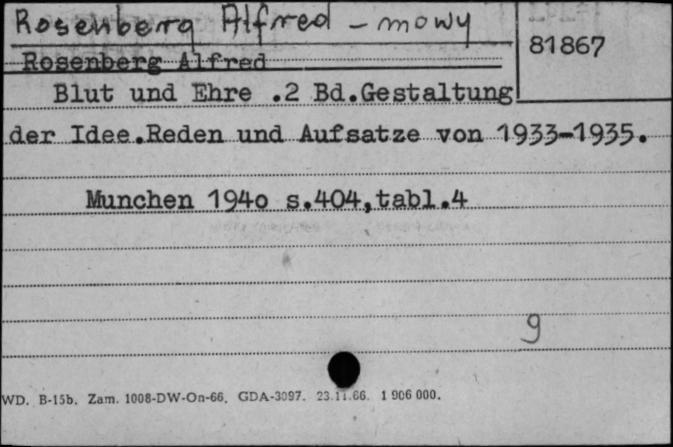 Rosenberg Alfred - mowy
81867
Rosenberg Alfred
Blut und Ehre .2 Bd.Gestaltung
der Idee.Reden und Aufsatze von 1933-1935.
Munchen 194o s.404,tabl.4
9
WD. B-15b. Zam. 1008-DW-On-66. GDA-3097. 23.11.66. 1 906 000.